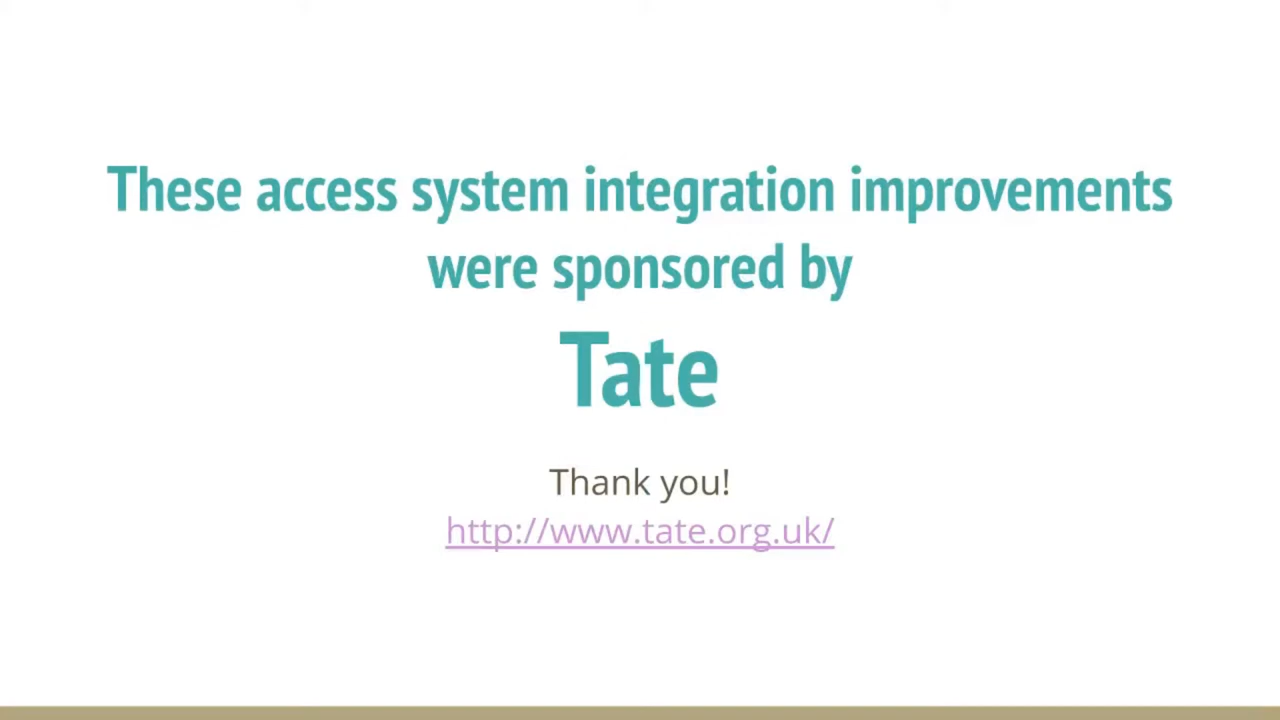 These access system integration improvements
were sponsored by
Tate
Thank you!
http://www.tate.org.uk/